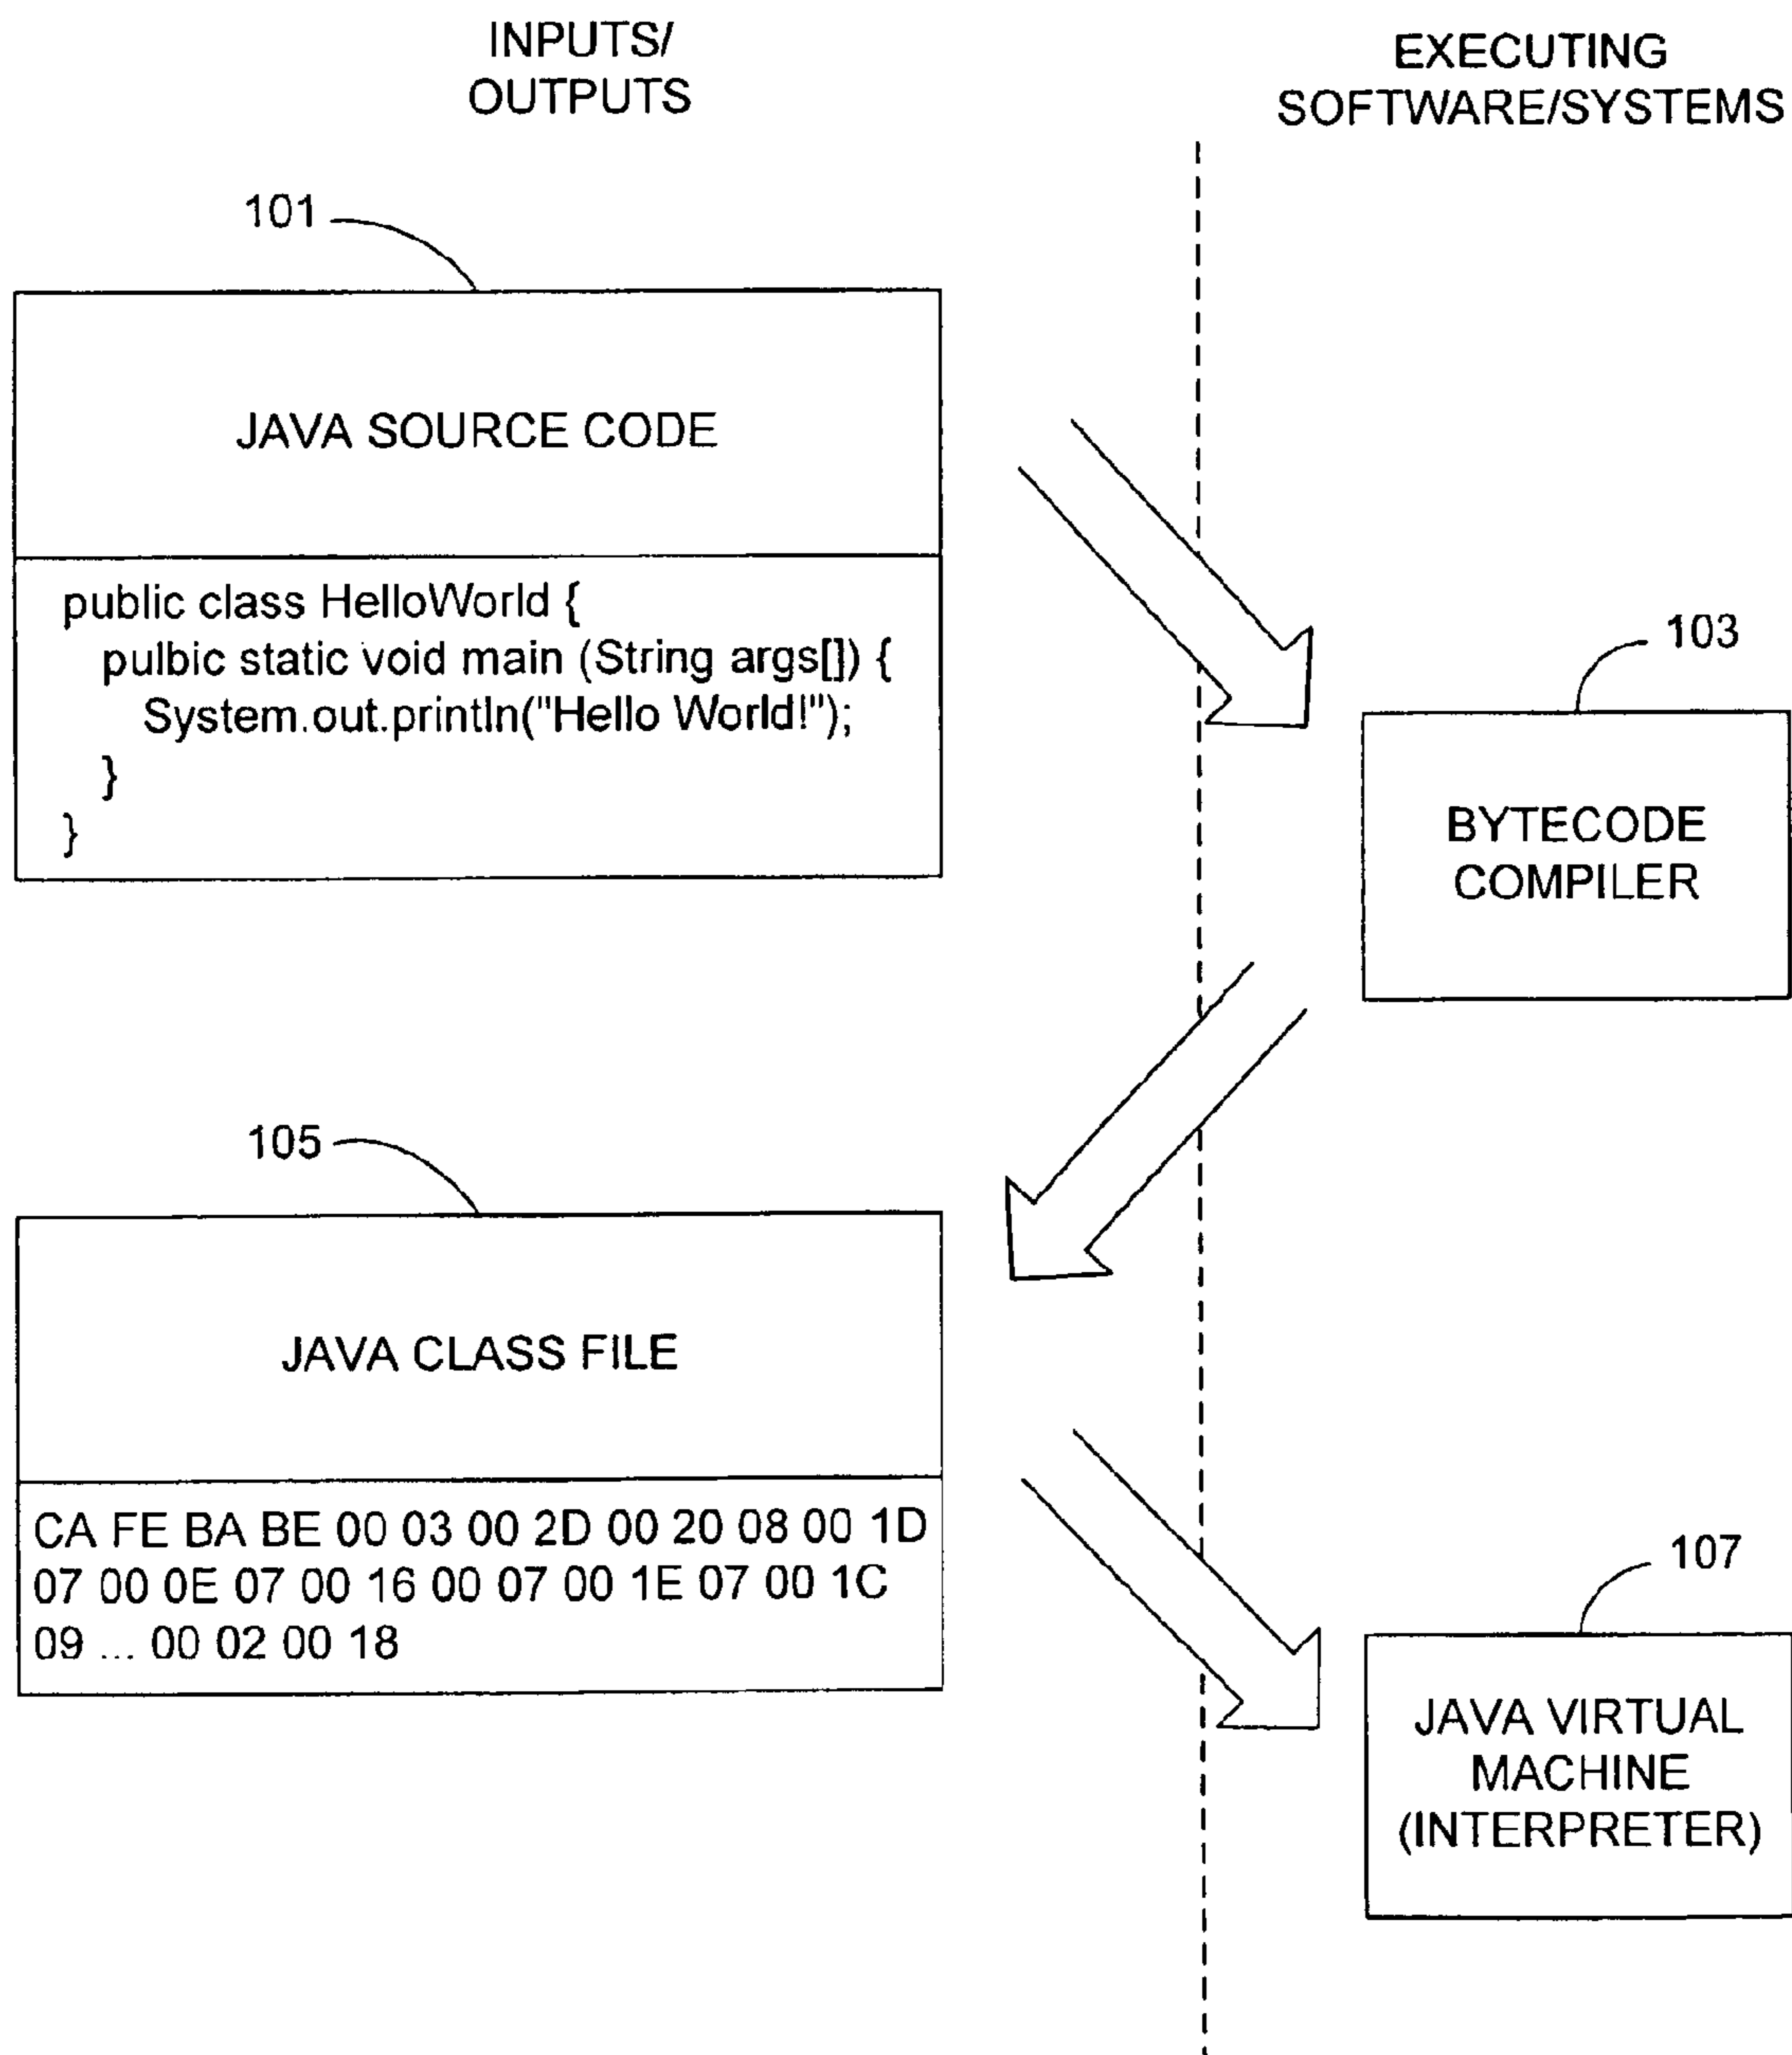 INPUTS/
OUTPUTS
EXECUTING
SOFTWARE/SYSTEMS
101
JAVA SOURCE CODE
public class HelloWorld {
pulbic static void main (String args[]) {
System.out.println("Hello World!");
}
}
103
BYTECODE
COMPILER
105
JAVA CLASS FILE
CA FE BA BE 00 03 00 2D 00 20 08 00 1D
07 00 0E 07 00 16 00 07 00 1E 07 00 1C
09 ... 00 02 00 18
107
JAVA VIRTUAL
MACHINE
(INTERPRETER)